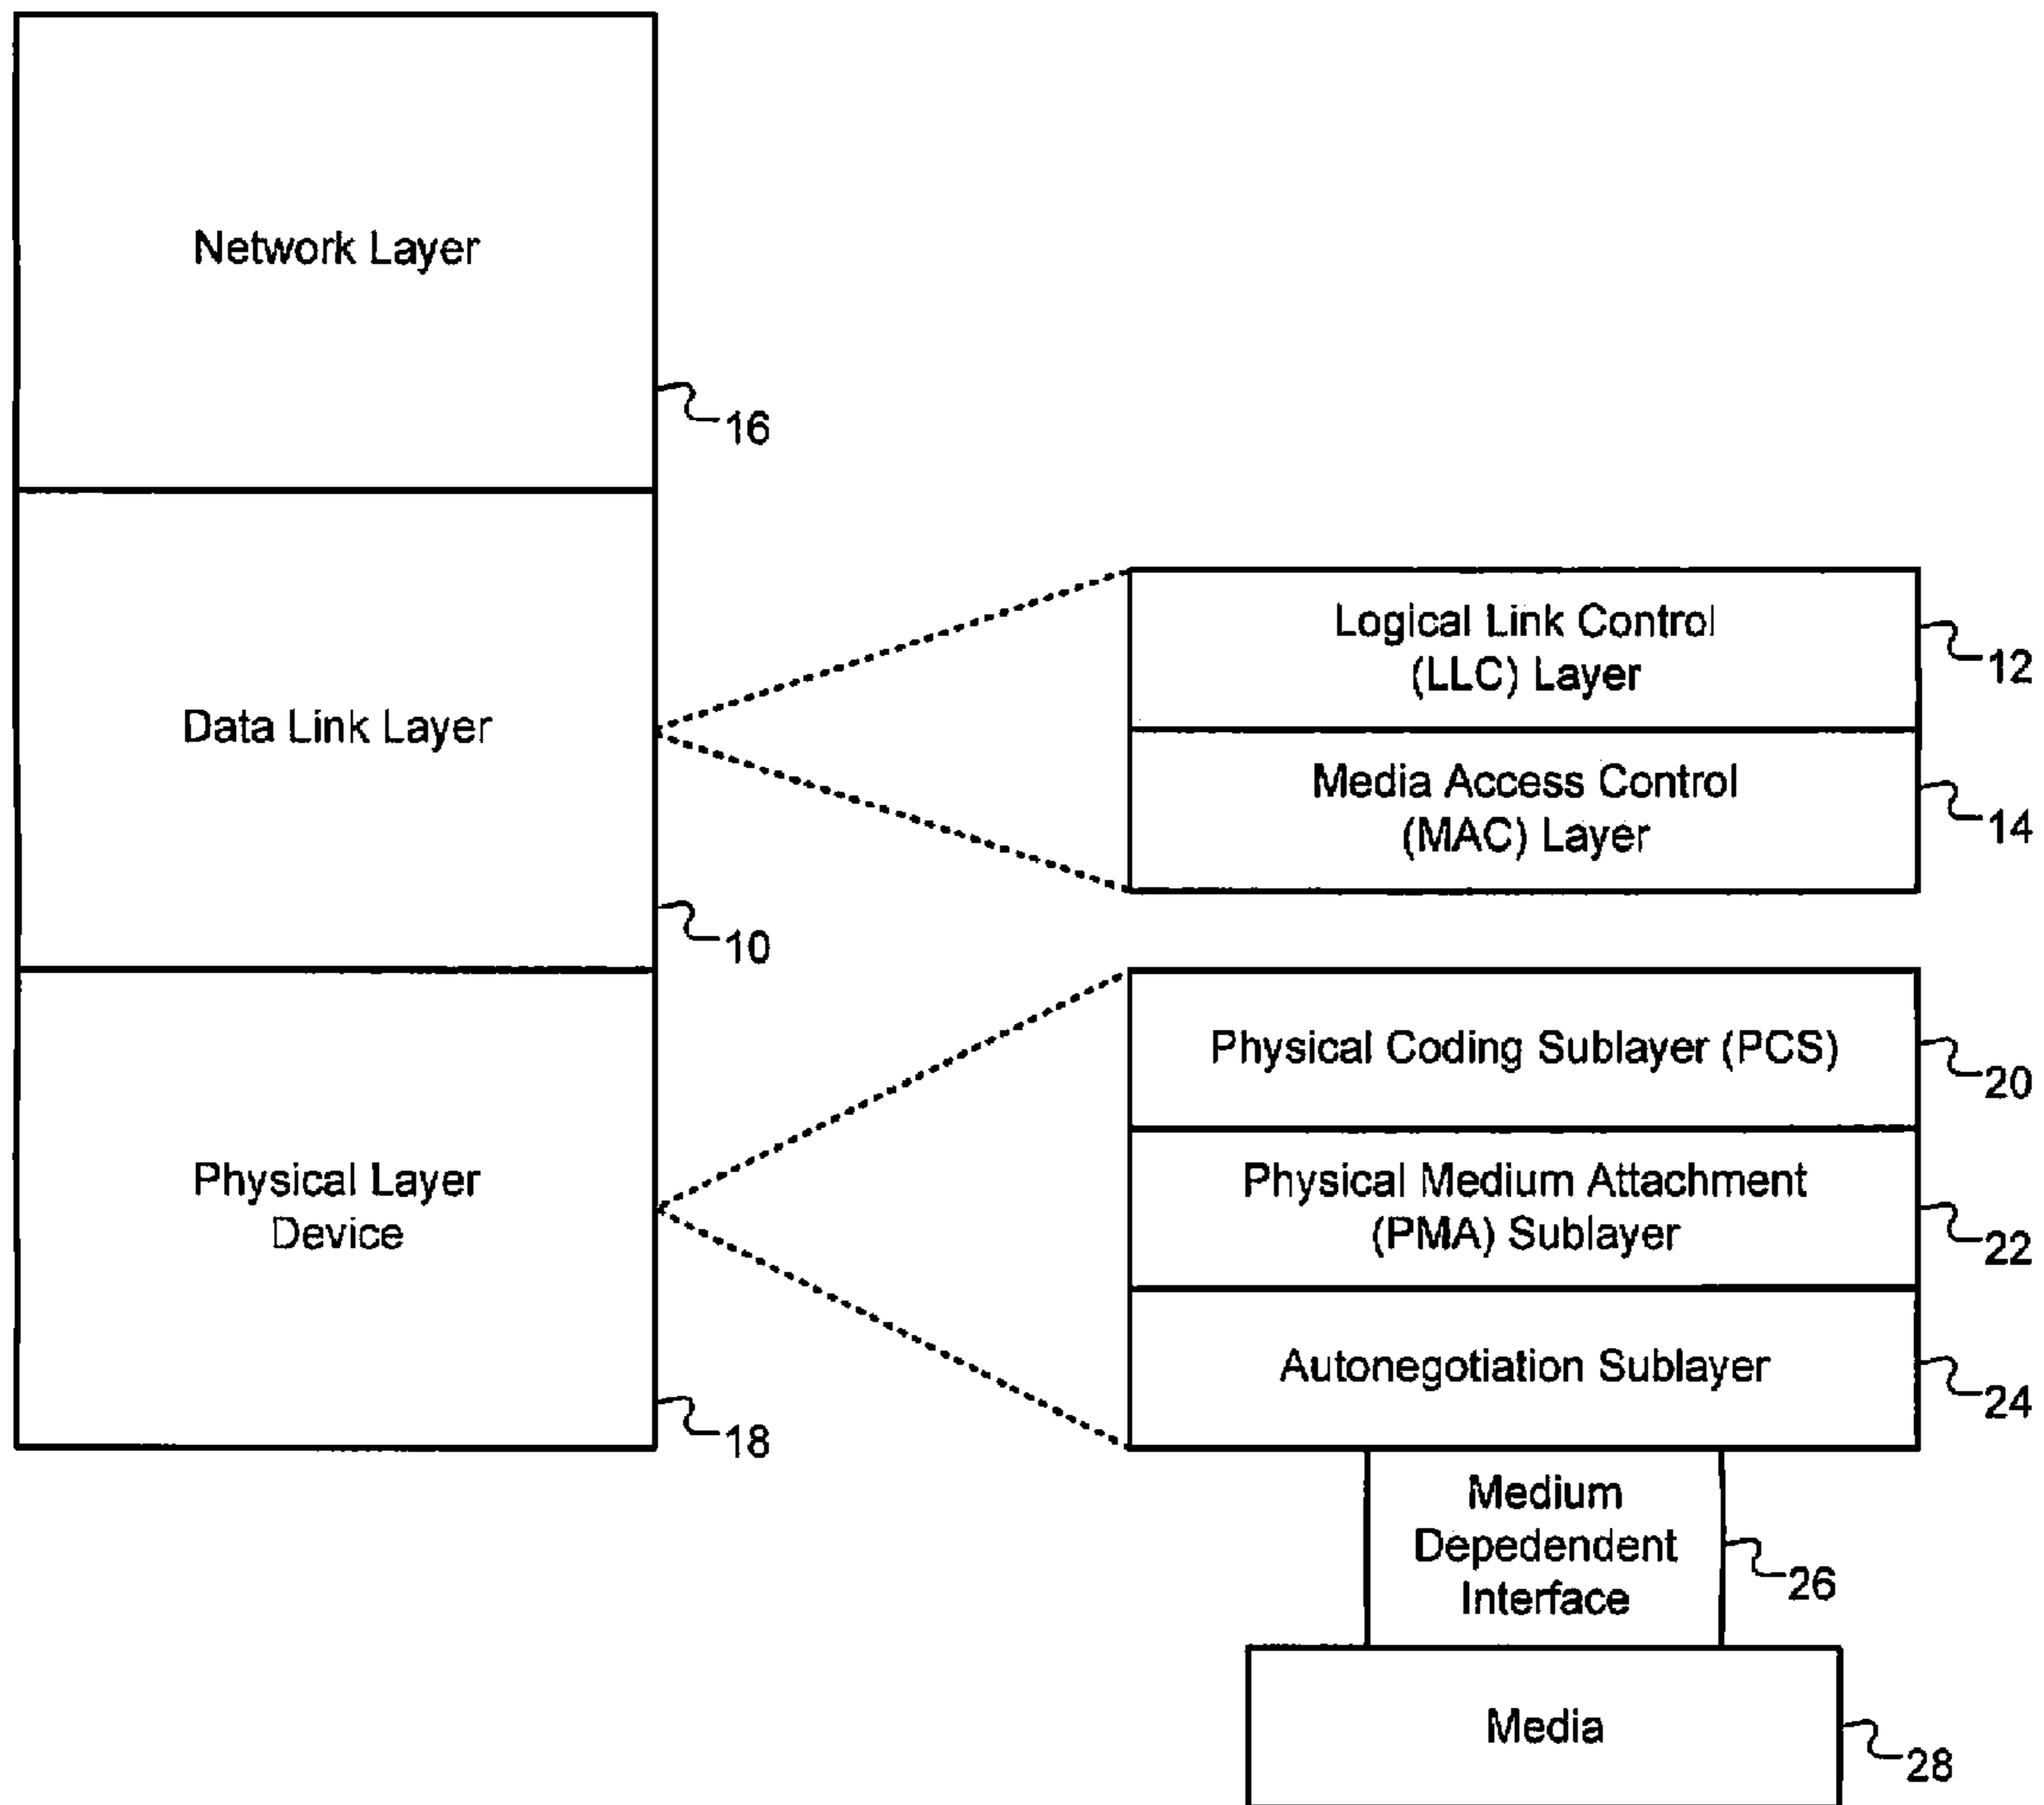 Network Layer
16
Data Link Layer
10
Physical Layer
Device
18
Logical Link Control
(LLC) Layer
12
Media Access Control
(MAC) Layer
14
Physical Coding Sublayer (PCS)
20
Physical Medium Attachment
(PMA) Sublayer
22
Autonegotiation Sublayer
24
Medium
Depedendent
Interface
26
Media
28